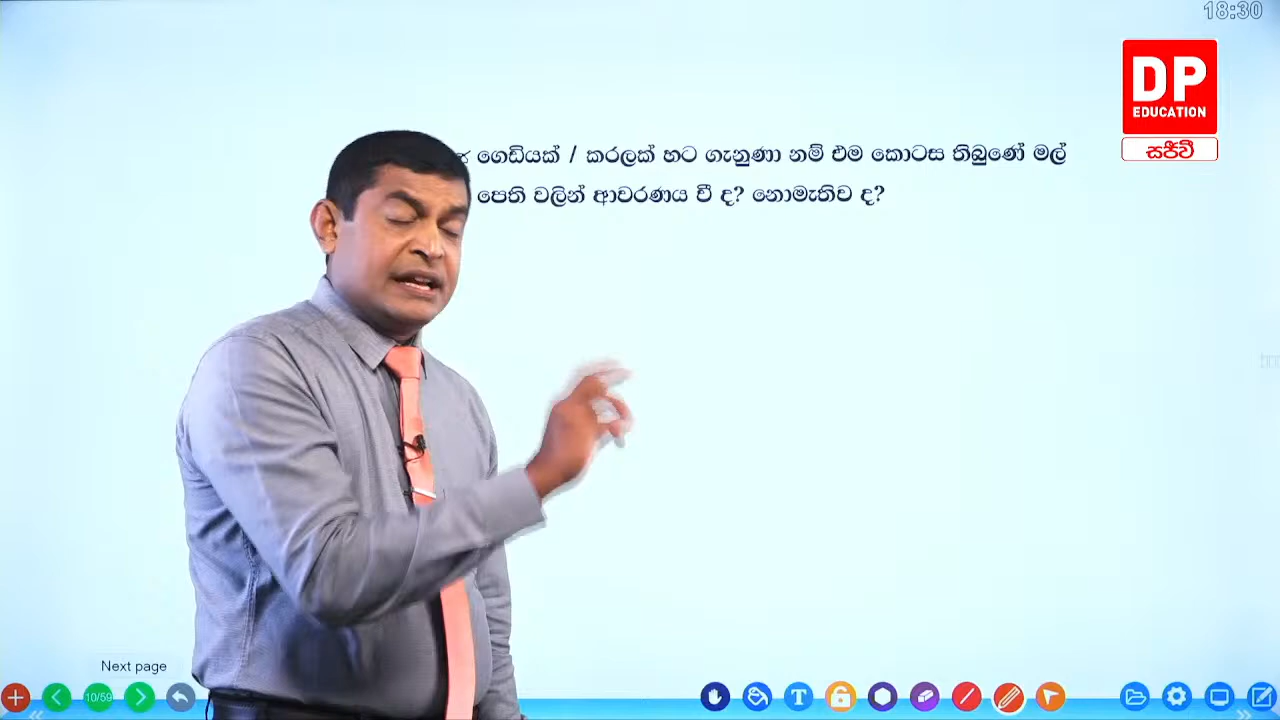 18:30
DP
EDUCATION
සජීවී
ගෙඩියක් / කරලක් හට ගැනුණා නම් එම කොටස තිබුණේ මල්
පෙති වලින් ආවරණය වී ද? නොමැතිව ද?
Next page
10/59
T